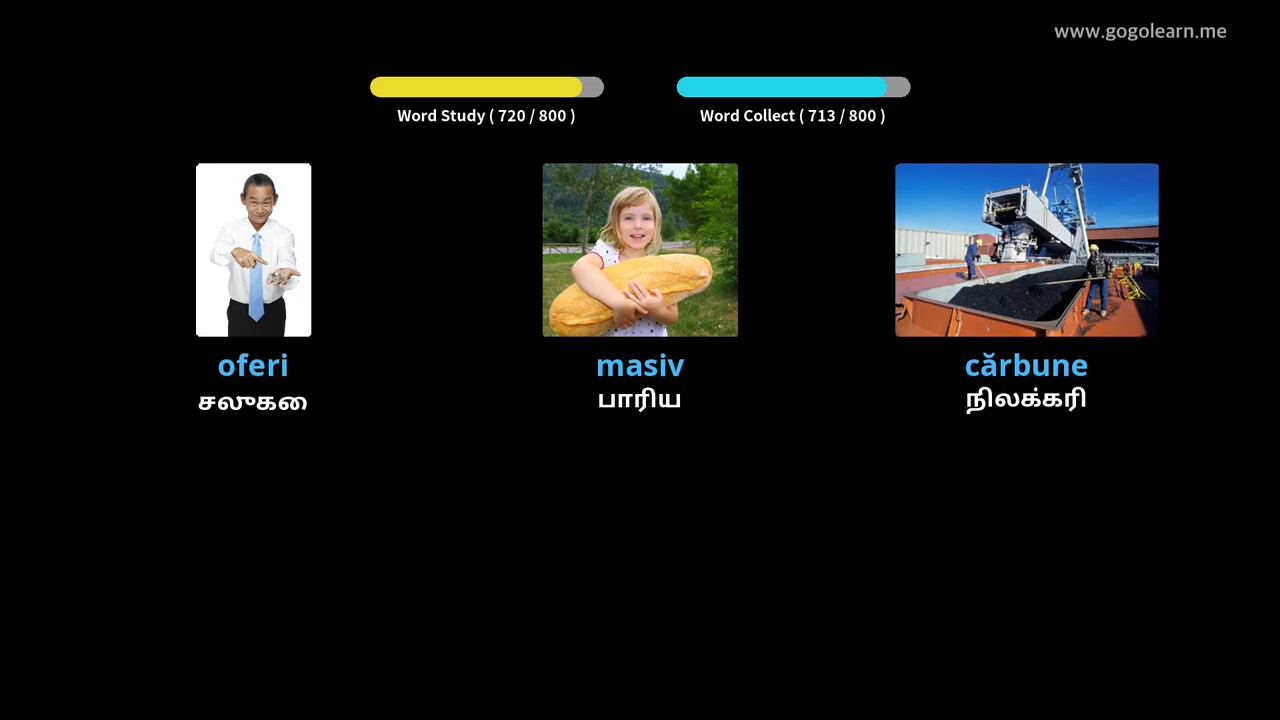 www.gogolearn.me
Word Study ( 720 / 800 )
Word Collect ( 713 / 800 )
oferi
சலுகை
masiv
பாரிய
cărbune
நிலக்கரி